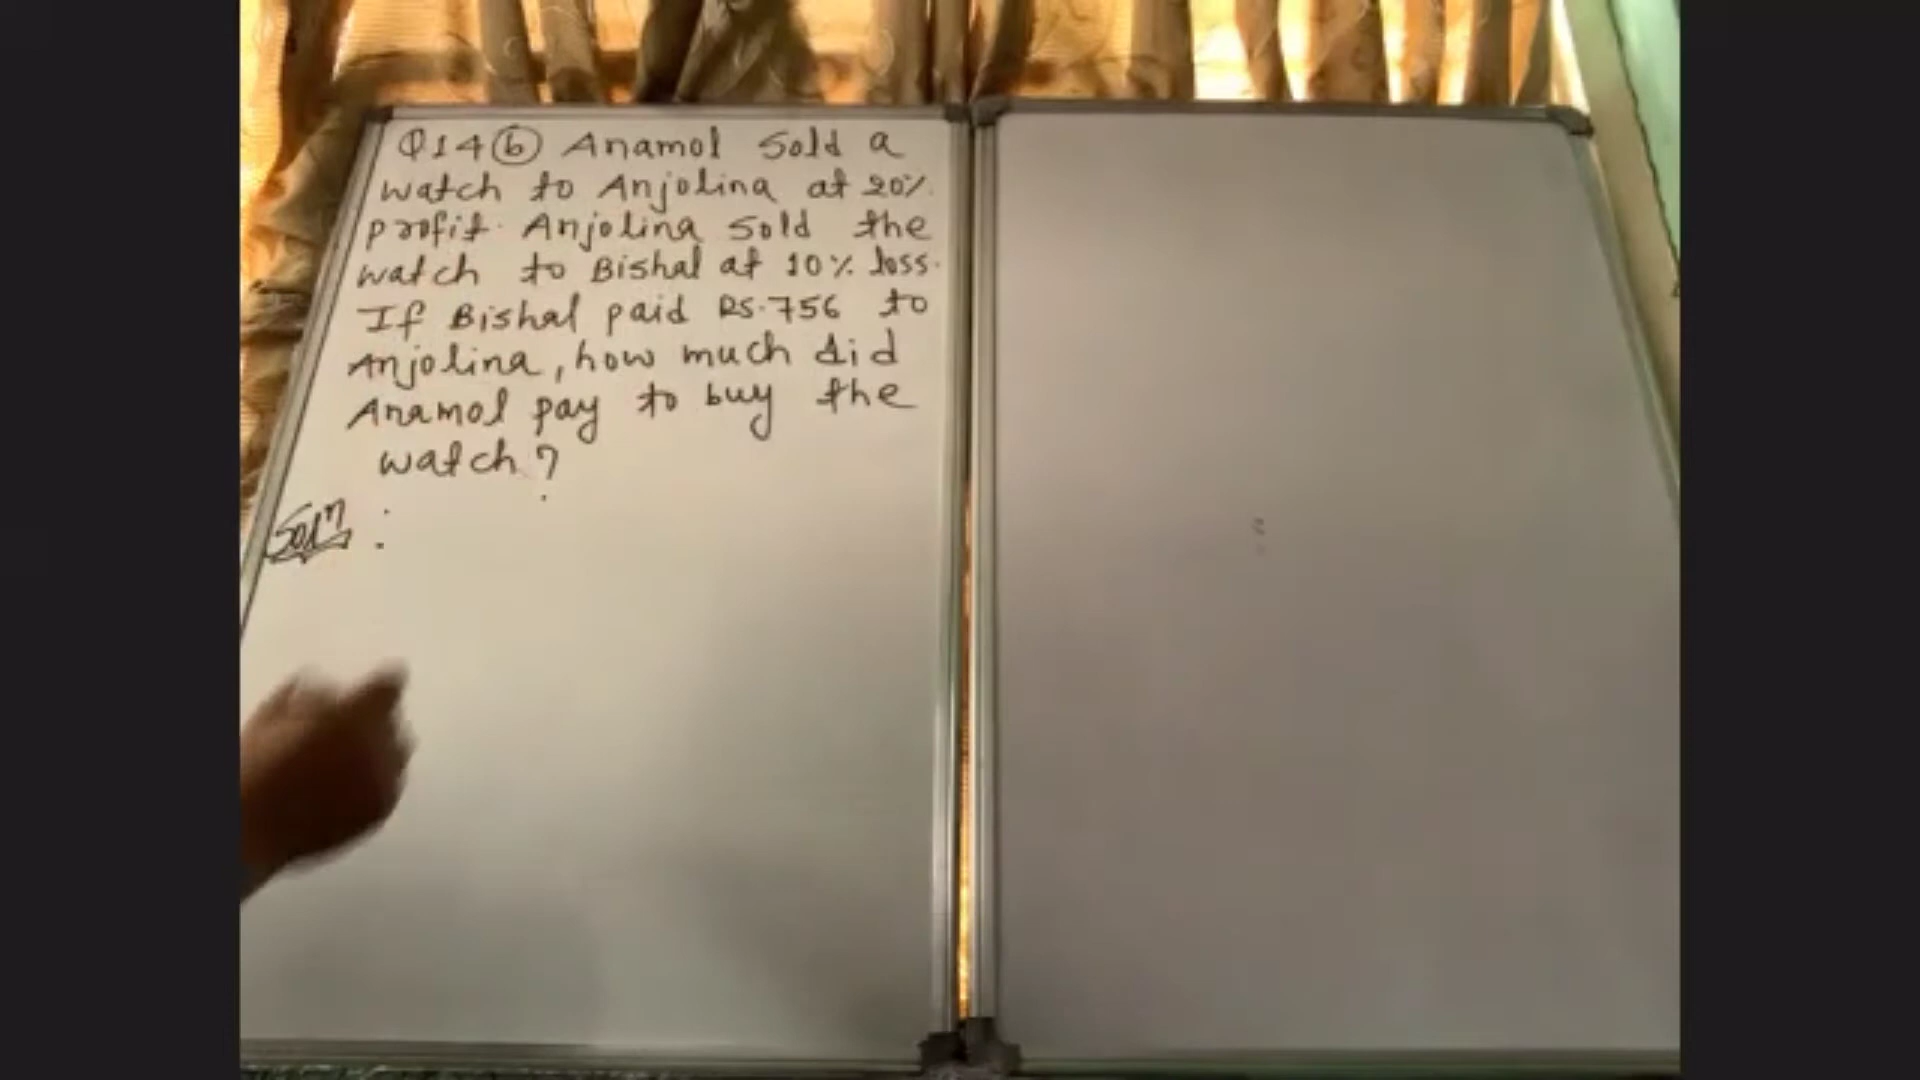 Q14 (b) Anamol Sold a
watch to Anjolina at 20%
profit. Anjolina sold the
watch to Bishal at 10% loss.
If Bishal paid Rs.756 to
Anjolina, how much did
Anamol pay to buy the
watch?
Solⁿ :